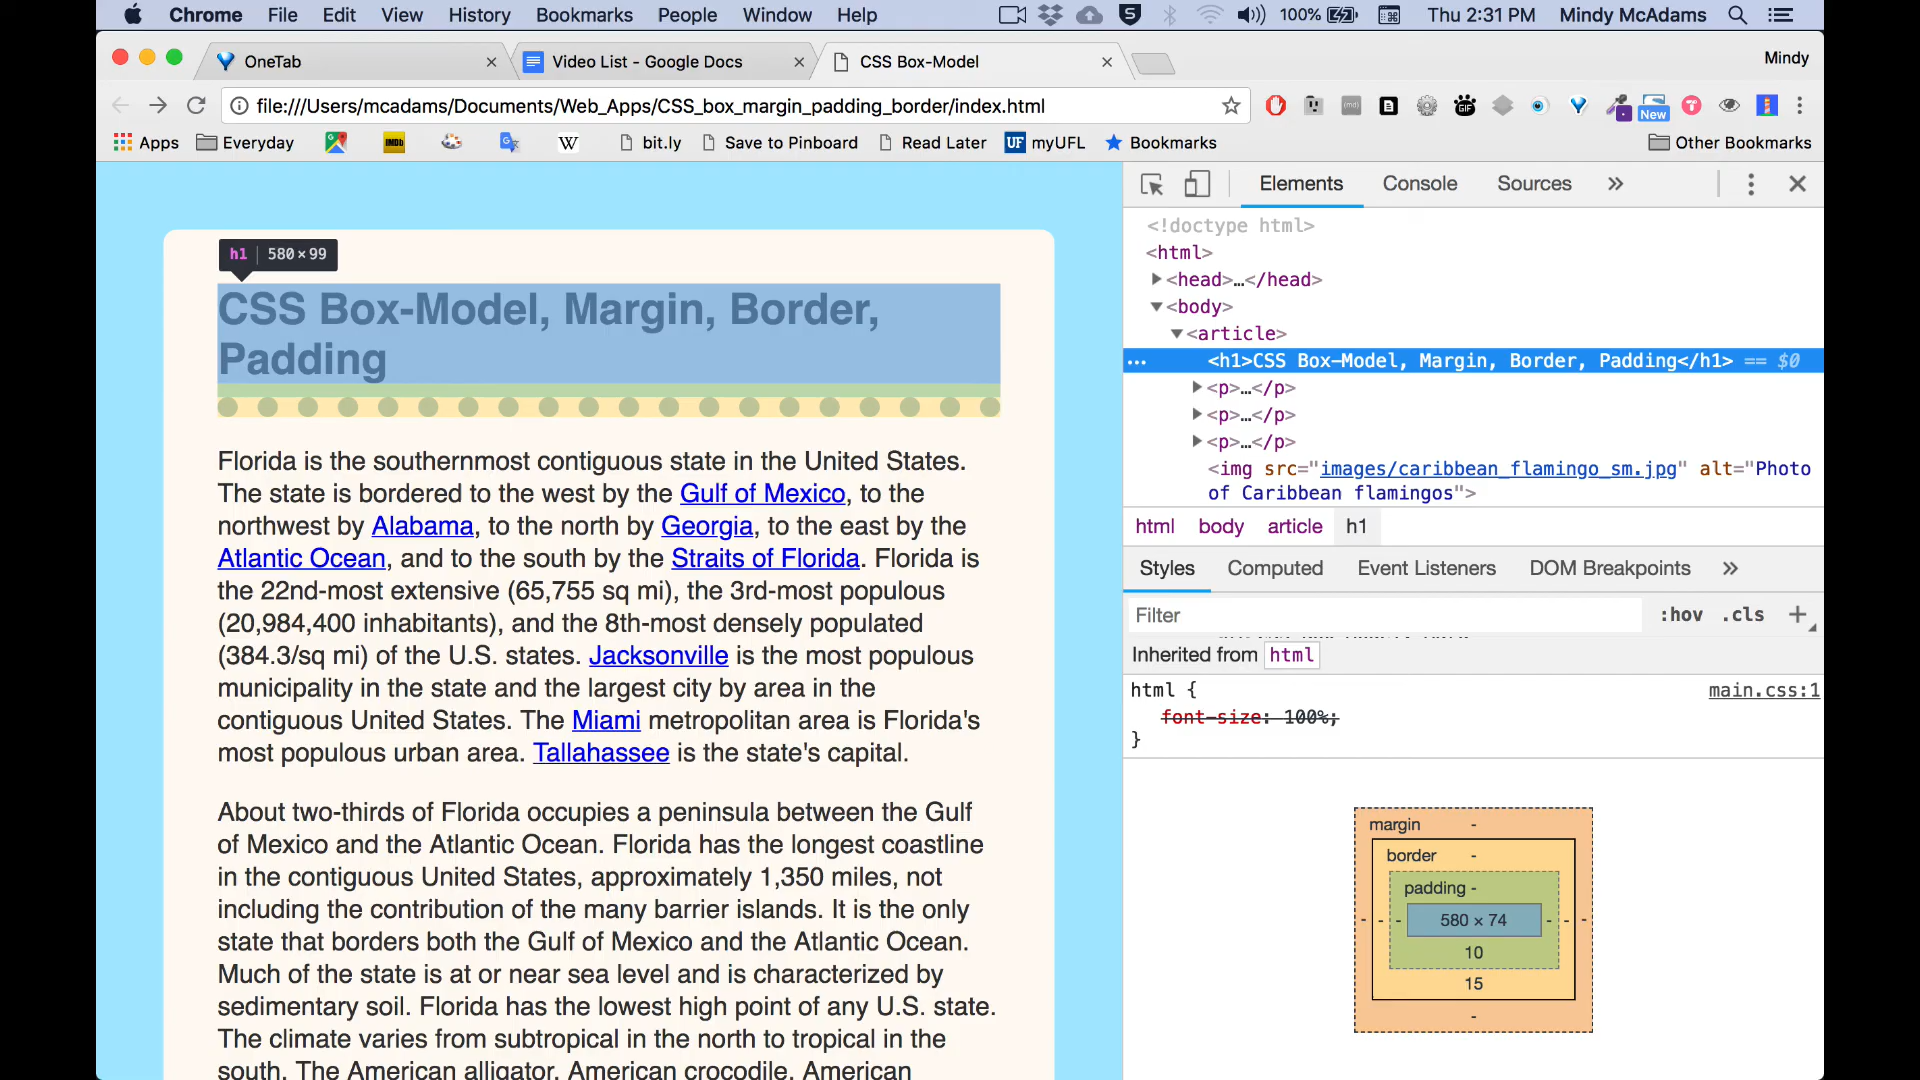 Chrome File Edit View History Bookmarks People Window Help 100% Thu 2:31 PM Mindy McAdams
OneTab Video List - Google Docs CSS Box-Model Mindy
file:///Users/mcadams/Documents/Web_Apps/CSS_box_margin_padding_border/index.html New
Apps Everyday IMDb W bit.ly Save to Pinboard Read Later UF myUFL Bookmarks Other Bookmarks
h1 580 × 99
CSS Box-Model, Margin, Border,
Padding
Florida is the southernmost contiguous state in the United States.
The state is bordered to the west by the Gulf of Mexico, to the
northwest by Alabama, to the north by Georgia, to the east by the
Atlantic Ocean, and to the south by the Straits of Florida. Florida is
the 22nd-most extensive (65,755 sq mi), the 3rd-most populous
(20,984,400 inhabitants), and the 8th-most densely populated
(384.3/sq mi) of the U.S. states. Jacksonville is the most populous
municipality in the state and the largest city by area in the
contiguous United States. The Miami metropolitan area is Florida's
most populous urban area. Tallahassee is the state's capital.
About two-thirds of Florida occupies a peninsula between the Gulf
of Mexico and the Atlantic Ocean. Florida has the longest coastline
in the contiguous United States, approximately 1,350 miles, not
including the contribution of the many barrier islands. It is the only
state that borders both the Gulf of Mexico and the Atlantic Ocean.
Much of the state is at or near sea level and is characterized by
sedimentary soil. Florida has the lowest high point of any U.S. state.
The climate varies from subtropical in the north to tropical in the
south. The American alligator, American crocodile, American
Elements Console Sources »
<!doctype html>
<html>
<head>…</head>
<body>
<article>
… <h1>CSS Box-Model, Margin, Border, Padding</h1> == $0
<p>…</p>
<p>…</p>
<p>…</p>
<img src="images/caribbean_flamingo_sm.jpg" alt="Photo
of Caribbean flamingos">
html body article h1
Styles Computed Event Listeners DOM Breakpoints »
Filter :hov .cls +
Inherited from html
html { main.css:1
font-size: 100%;
}
margin -
border -
padding -
- - - 580 × 74 - - -
10
15
-